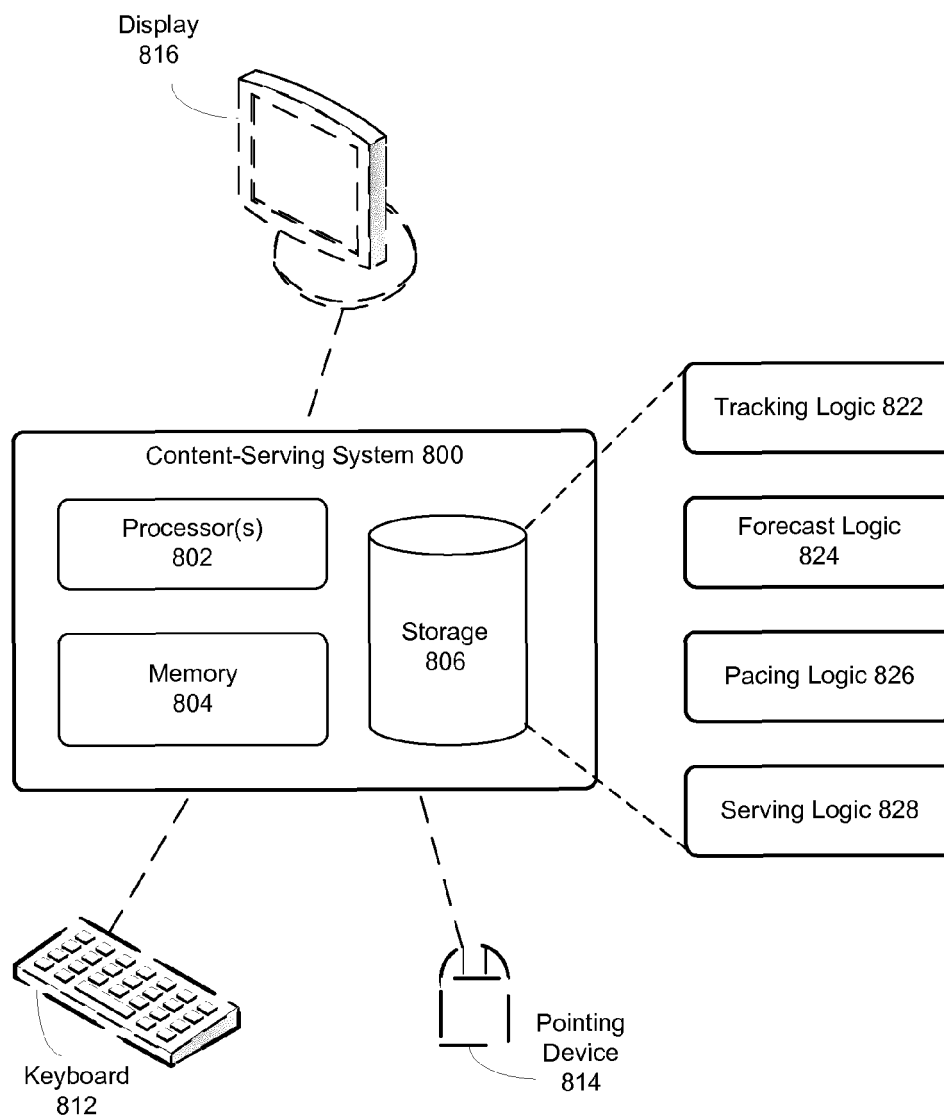 Display
816
Content-Serving System 800
Processor(s)
802
Memory
804
Storage
806
Tracking Logic 822
Forecast Logic
824
Pacing Logic 826
Serving Logic 828
Keyboard
812
Pointing
Device
814